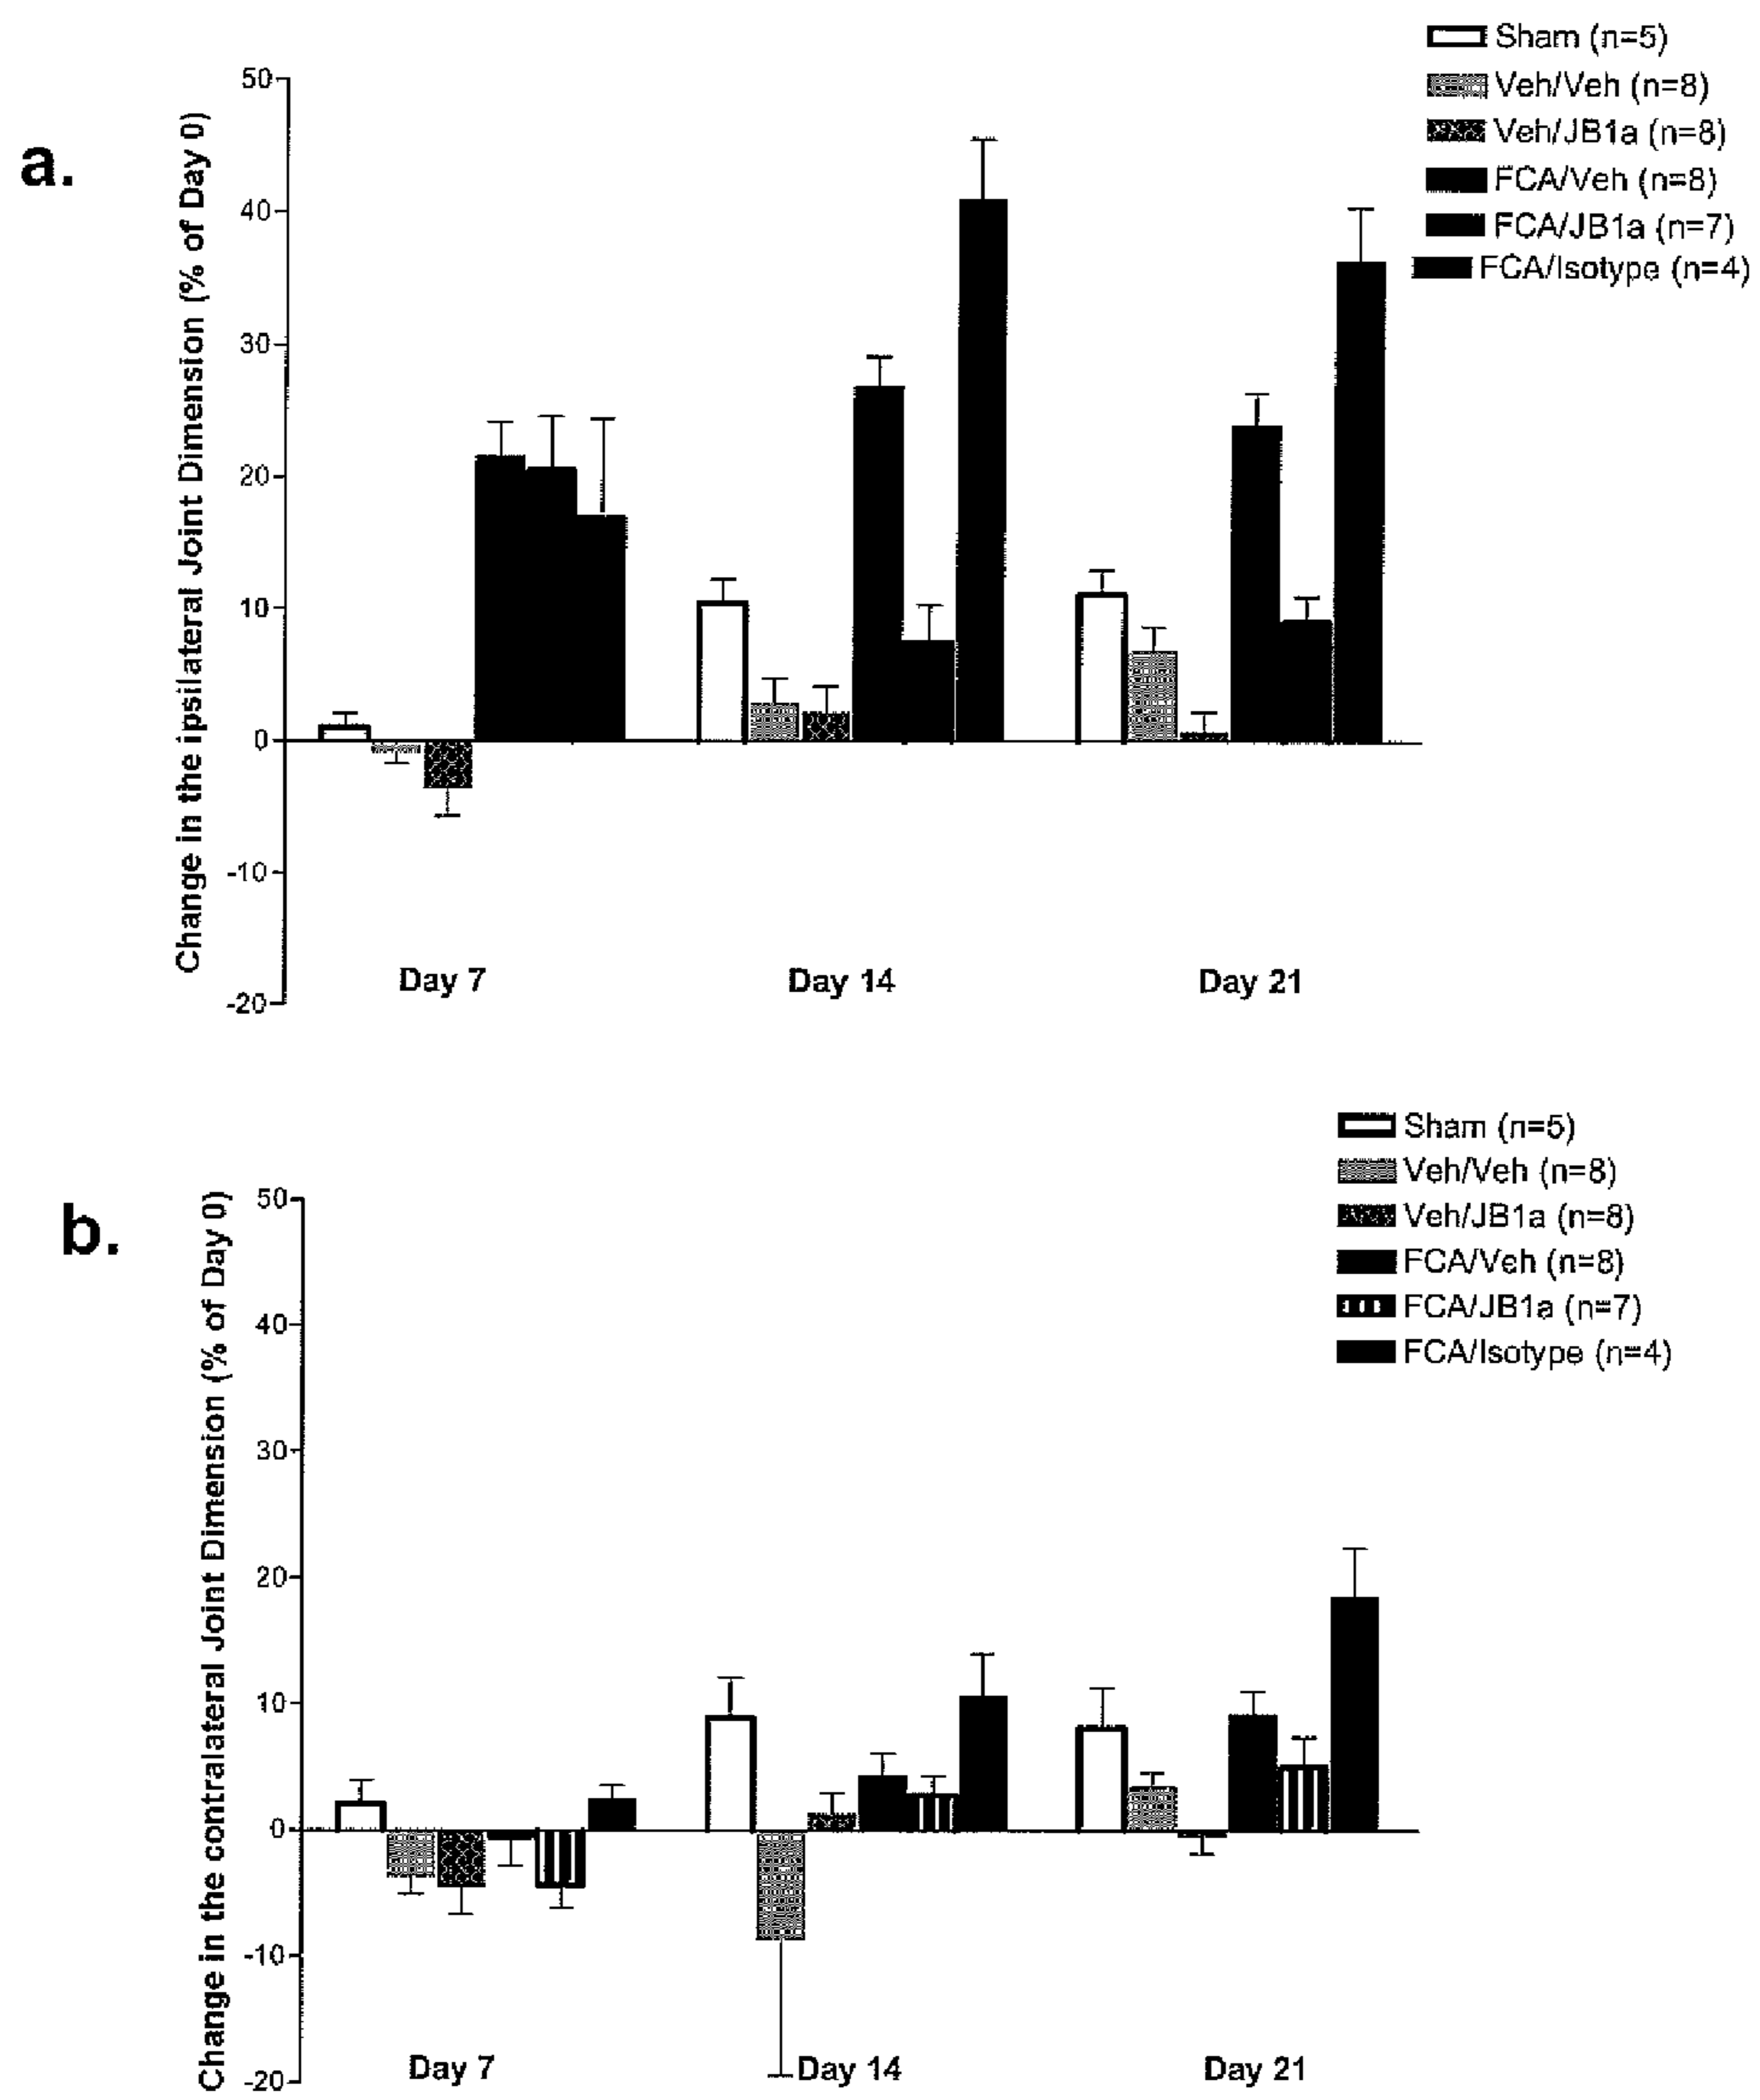 a.
Change in the ipsilateral Joint Dimension (% of Day 0)
50
40
30
20
10
0
-10
-20
Day 7
Day 14
Day 21
Sham (n=5)
Veh/Veh (n=8)
Veh/JB1a (n=8)
FCA/Veh (n=8)
FCA/JB1a (n=7)
FCA/Isotype (n=4)
b.
Change in the contralateral Joint Dimension (% of Day 0)
50
40
30
20
10
0
-10
-20
Day 7
Day 14
Day 21
Sham (n=5)
Veh/Veh (n=8)
Veh/JB1a (n=8)
FCA/Veh (n=8)
FCA/JB1a (n=7)
FCA/Isotype (n=4)